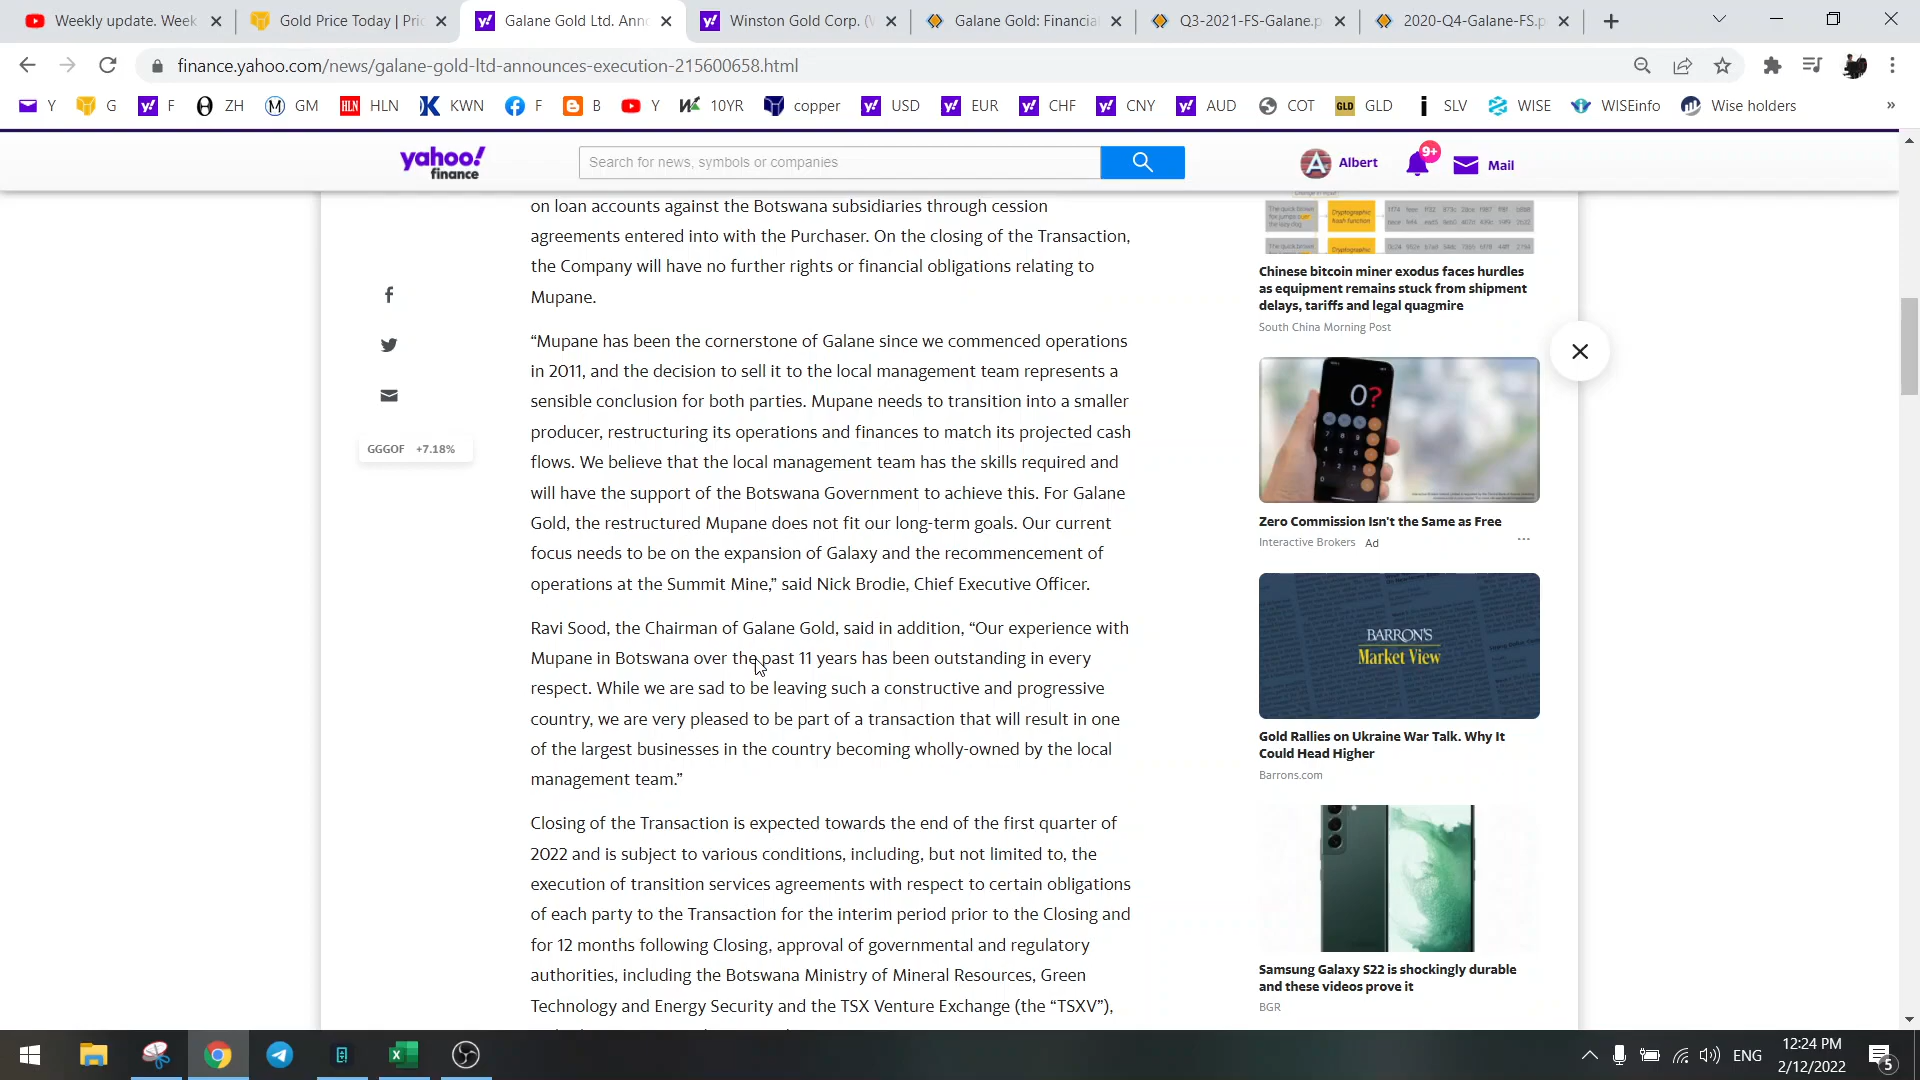 Weekly update. Week
Gold Price Today | Pric
Galane Gold Ltd. Anno
Winston Gold Corp. (W
Galane Gold: Financial
Q3-2021-FS-Galane.p
2020-Q4-Galane-FS.p
finance.yahoo.com/news/galane-gold-ltd-announces-execution-215600658.html
Y G F ZH GM HLN HLN KWN F B Y 10YR copper USD EUR CHF CNY AUD COT GLD GLD SLV WISE WISEinfo Wise holders »
yahoo!
finance
Search for news, symbols or companies
Albert
9+
Mail
on loan accounts against the Botswana subsidiaries through cession
agreements entered into with the Purchaser. On the closing of the Transaction,
the Company will have no further rights or financial obligations relating to
Mupane.
“Mupane has been the cornerstone of Galane since we commenced operations
in 2011, and the decision to sell it to the local management team represents a
sensible conclusion for both parties. Mupane needs to transition into a smaller
producer, restructuring its operations and finances to match its projected cash
flows. We believe that the local management team has the skills required and
will have the support of the Botswana Government to achieve this. For Galane
Gold, the restructured Mupane does not fit our long-term goals. Our current
focus needs to be on the expansion of Galaxy and the recommencement of
operations at the Summit Mine,” said Nick Brodie, Chief Executive Officer.
Ravi Sood, the Chairman of Galane Gold, said in addition, “Our experience with
Mupane in Botswana over the past 11 years has been outstanding in every
respect. While we are sad to be leaving such a constructive and progressive
country, we are very pleased to be part of a transaction that will result in one
of the largest businesses in the country becoming wholly-owned by the local
management team.”
Closing of the Transaction is expected towards the end of the first quarter of
2022 and is subject to various conditions, including, but not limited to, the
execution of transition services agreements with respect to certain obligations
of each party to the Transaction for the interim period prior to the Closing and
for 12 months following Closing, approval of governmental and regulatory
authorities, including the Botswana Ministry of Mineral Resources, Green
Technology and Energy Security and the TSX Venture Exchange (the “TSXV”),
GGGOF +7.18%
Cryptographic
hash function
Cryptographic
Chinese bitcoin miner exodus faces hurdles
as equipment remains stuck from shipment
delays, tariffs and legal quagmire
South China Morning Post
0?
Zero Commission Isn't the Same as Free
Interactive Brokers Ad
...
BARRON'S
Market View
Gold Rallies on Ukraine War Talk. Why It
Could Head Higher
Barrons.com
Samsung Galaxy S22 is shockingly durable
and these videos prove it
BGR
ENG
12:24 PM
2/12/2022
5